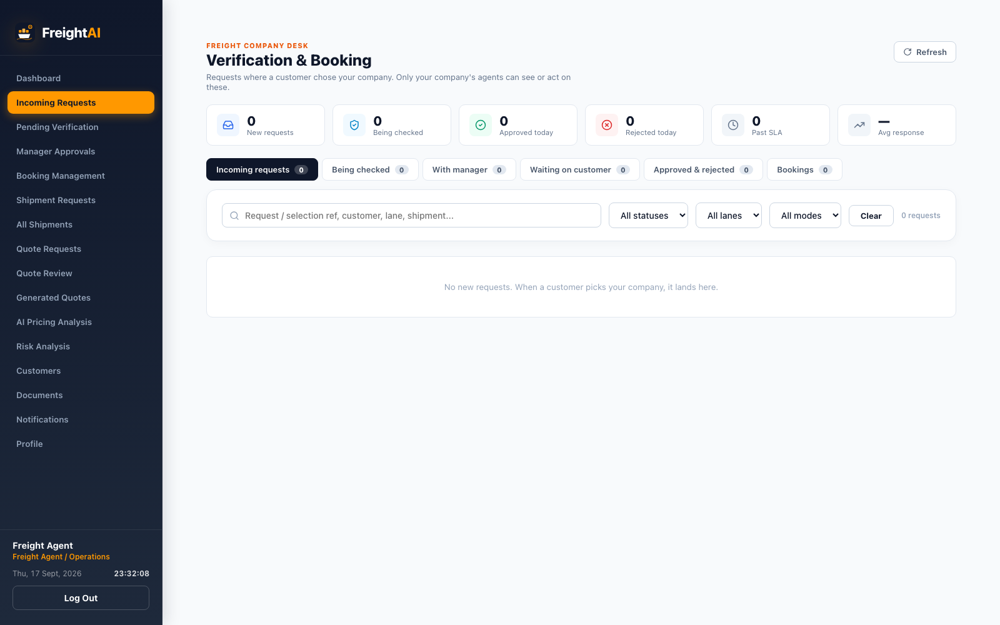 FreightAI
Dashboard
Incoming Requests
Pending Verification
Manager Approvals
Booking Management
Shipment Requests
All Shipments
Quote Requests
Quote Review
Generated Quotes
AI Pricing Analysis
Risk Analysis
Customers
Documents
Notifications
Profile
Freight Agent
Freight Agent / Operations
Thu, 17 Sept, 2026 23:32:08
Log Out
FREIGHT COMPANY DESK
Verification & Booking
Requests where a customer chose your company. Only your company's agents can see or act on
these.
Refresh
0
New requests
0
Being checked
0
Approved today
0
Rejected today
0
Past SLA
—
Avg response
Incoming requests 0
Being checked 0
With manager 0
Waiting on customer 0
Approved & rejected 0
Bookings 0
Request / selection ref, customer, lane, shipment...
All statuses
All lanes
All modes
Clear
0 requests
No new requests. When a customer picks your company, it lands here.